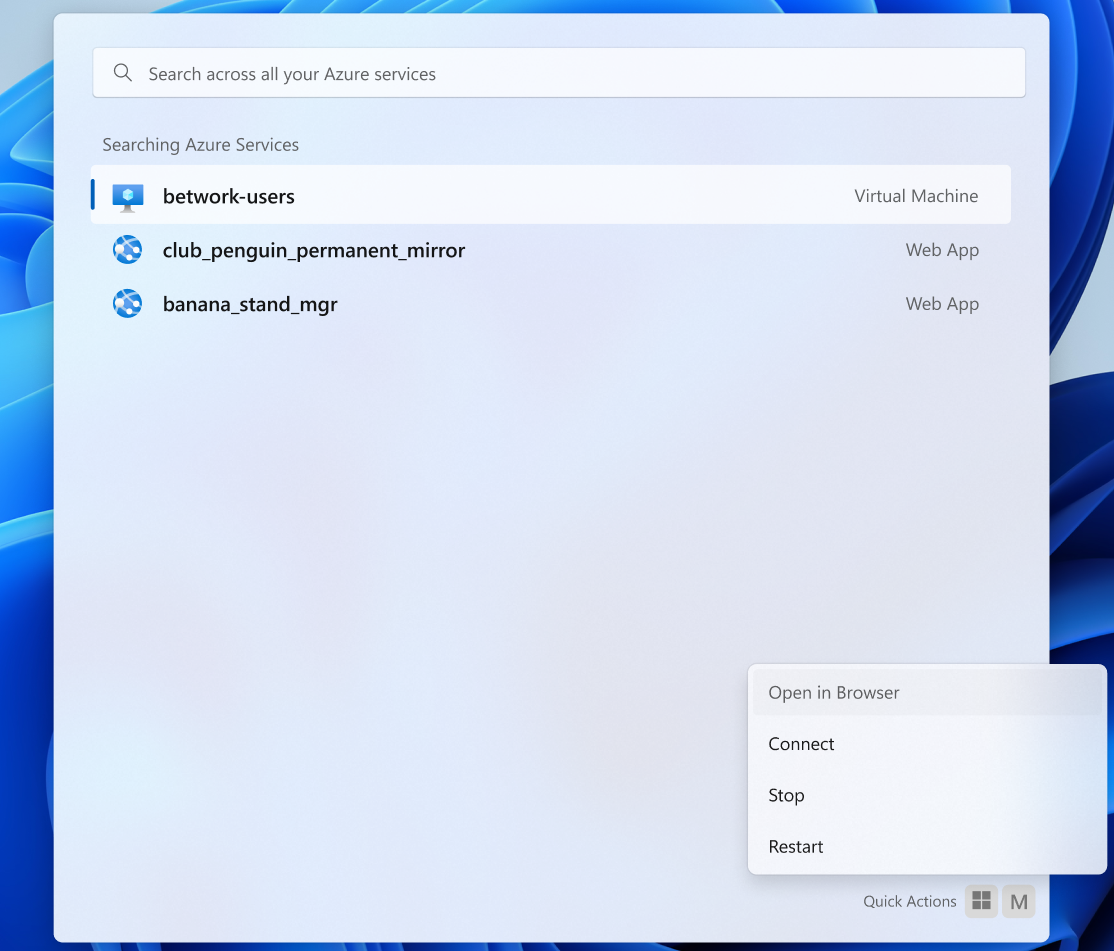 Search across all your Azure services
Searching Azure Services
betwork-users Virtual Machine
club_penguin_permanent_mirror Web App
banana_stand_mgr Web App
Open in Browser
Connect
Stop
Restart
Quick Actions M